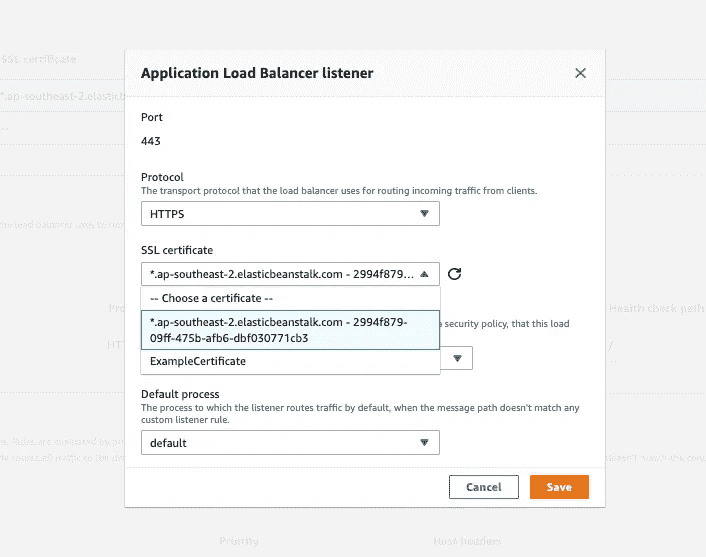 SSL certificate
Application Load Balancer listener
*.ap-southeast-2.elasticb
Port
443
Protocol
The transport protocol that the load balancer uses for routing incoming traffic from clients.
HTTPS
SSL certificate
*.ap-southeast-2.elasticbeanstalk.com - 2994f879...
-- Choose a certificate --
*.ap-southeast-2.elasticbeanstalk.com - 2994f879-
09ff-475b-afb6-dbf030771cb3
security policy, that this load
Health check path
ExampleCertificate
Default process
The process to which the listener routes traffic by default, when the message path doesn't match any
custom listener rule.
default
Cancel
Save
Priority
Host headers